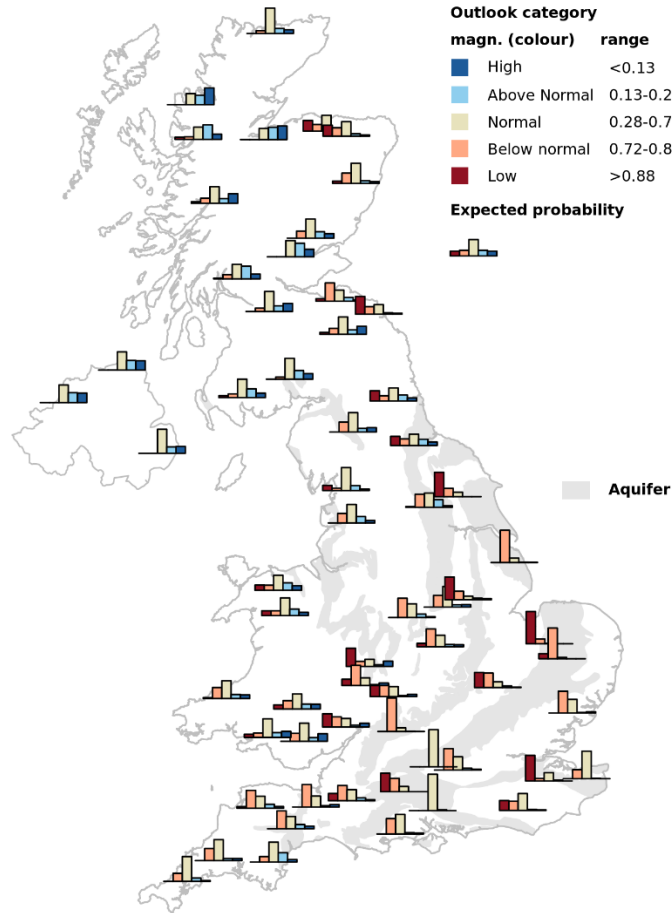 Outlook category
magn. (colour) range
High <0.13
Above Normal 0.13-0.2
Normal 0.28-0.7
Below normal 0.72-0.8
Low >0.88
Expected probability
Aquifer